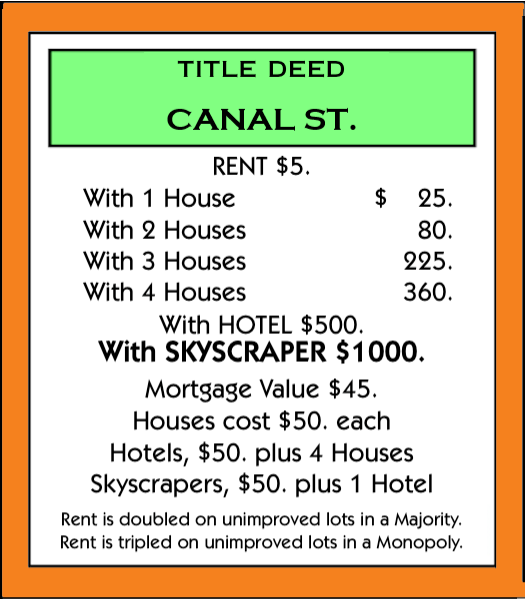 TITLE DEED
CANAL ST.
RENT $5.
With 1 House $ 25.
With 2 Houses 80.
With 3 Houses 225.
With 4 Houses 360.
With HOTEL $500.
With SKYSCRAPER $1000.
Mortgage Value $45.
Houses cost $50. each
Hotels, $50. plus 4 Houses
Skyscrapers, $50. plus 1 Hotel
Rent is doubled on unimproved lots in a Majority.
Rent is tripled on unimproved lots in a Monopoly.